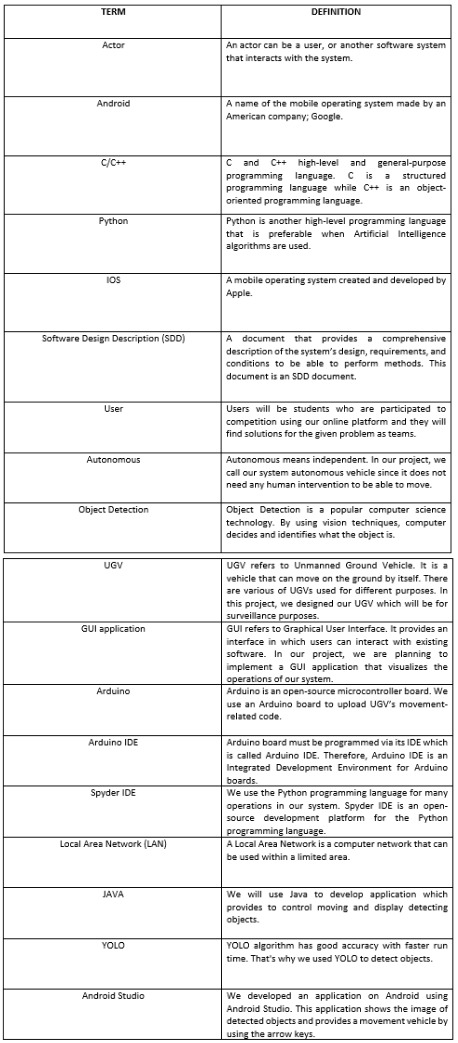 TERM DEFINITION
Actor An actor can be a user, or another software system
that interacts with the system.
Android A name of the mobile operating system made by an
American company; Google.
C/C++ C and C++ high-level and general-purpose
programming language. C is a structured
programming language while C++ is an object-
oriented programming language.
Python Python is another high-level programming language
that is preferable when Artificial Intelligence
algorithms are used.
IOS A mobile operating system created and developed by
Apple.
Software Design Description (SDD) A document that provides a comprehensive
description of the system's design, requirements, and
conditions to be able to perform methods. This
document is an SDD document.
User Users will be students who are participated to
competition using our online platform and they will
find solutions for the given problem as teams.
Autonomous Autonomous means independent. In our project, we
call our system autonomous vehicle since it does not
need any human intervention to be able to move.
Object Detection Object Detection is a popular computer science
technology. By using vision techniques, computer
decides and identifies what the object is.
UGV UGV refers to Unmanned Ground Vehicle. It is a
vehicle that can move on the ground by itself. There
are various of UGVs used for different purposes. In
this project, we designed our UGV which will be for
surveillance purposes.
GUI application GUI refers to Graphical User Interface. It provides an
interface in which users can interact with existing
software. In our project, we are planning to
implement a GUI application that visualizes the
operations of our system.
Arduino Arduino is an open-source microcontroller board. We
use an Arduino board to upload UGV's movement-
related code.
Arduino IDE Arduino board must be programmed via its IDE which
is called Arduino IDE. Therefore, Arduino IDE is an
Integrated Development Environment for Arduino
boards.
Spyder IDE We use the Python programming language for many
operations in our system. Spyder IDE is an open-
source development platform for the Python
programming language.
Local Area Network (LAN) A Local Area Network is a computer network that can
be used within a limited area.
JAVA We will use Java to develop application which
provides to control moving and display detecting
objects.
YOLO YOLO algorithm has good accuracy with faster run
time. That's why we used YOLO to detect objects.
Android Studio We developed an application on Android using
Android Studio. This application shows the image of
detected objects and provides a movement vehicle by
using the arrow keys.